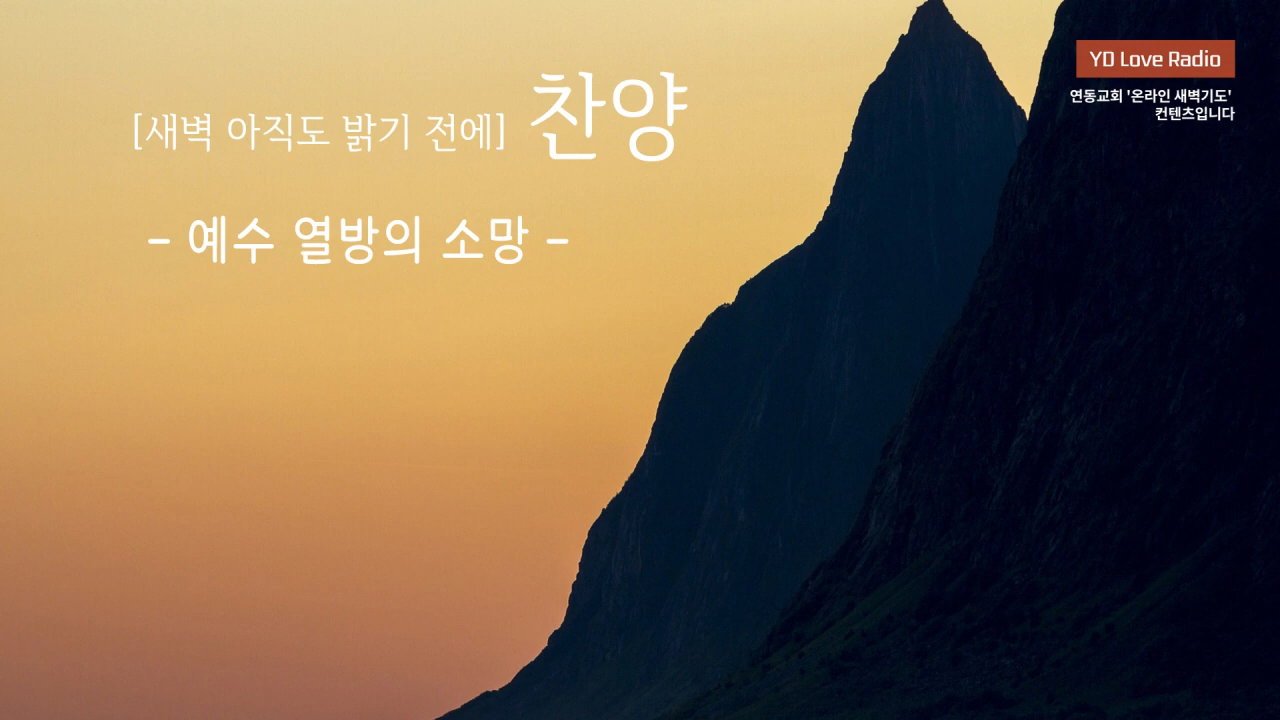 [새벽 아직도 밝기 전에] 찬양
- 예수 열방의 소망 -
YD Love Radio
연동교회 '온라인 새벽기도'
컨텐츠입니다